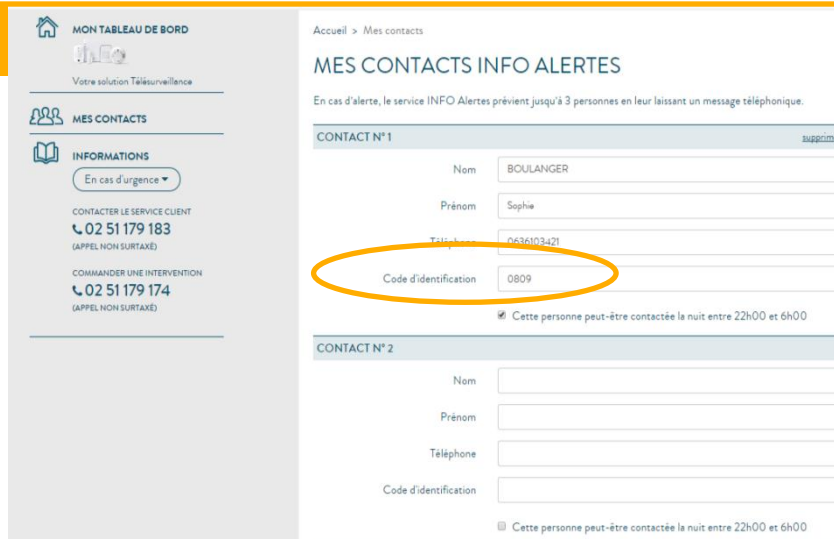 MON TABLEAU DE BORD
Votre solution Télésurveillance
MES CONTACTS
INFORMATIONS
En cas d'urgence
CONTACTER LE SERVICE CLIENT
02 51 179 183
(APPEL NON SURTAXÉ)
COMMANDER UNE INTERVENTION
02 51 179 174
(APPEL NON SURTAXÉ)
Accueil > Mes contacts
MES CONTACTS INFO ALERTES
En cas d'alerte, le service INFO Alertes prévient jusqu'à 3 personnes en leur laissant un message téléphonique.
CONTACT N° 1 supprim
Nom BOULANGER
Prénom Sophie
Téléphone 0636103421
Code d'identification 0809
Cette personne peut-être contactée la nuit entre 22h00 et 6h00
CONTACT N° 2
Nom
Prénom
Téléphone
Code d'identification
Cette personne peut-être contactée la nuit entre 22h00 et 6h00